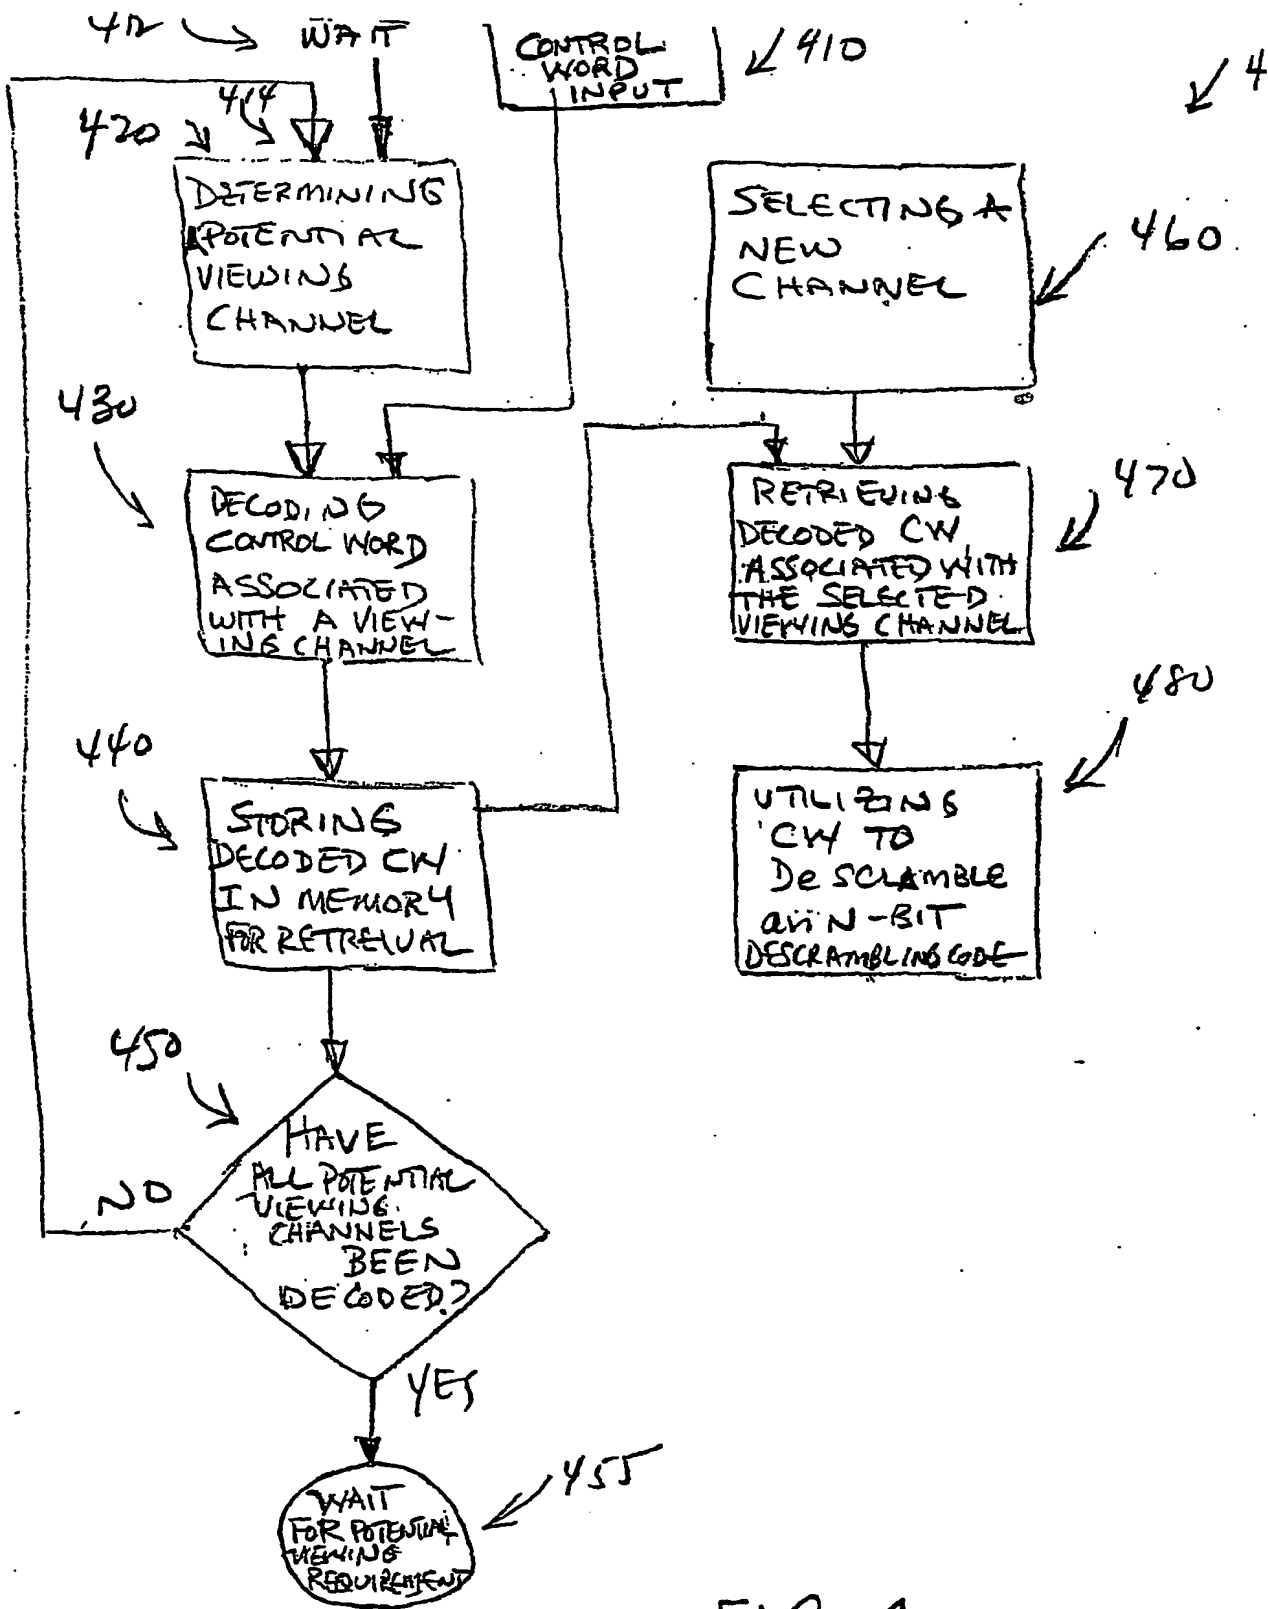 412 WAIT
CONTROL
WORD
INPUT
410
4
414
420
DETERMINING
A POTENTIAL
VIEWING
CHANNEL
SELECTING A
NEW
CHANNEL
460
430
DECODING
CONTROL WORD
ASSOCIATED
WITH A VIEW-
ING CHANNEL
RETRIEVING
DECODED CW
ASSOCIATED WITH
THE SELECTED
VIEWING CHANNEL
470
440
STORING
DECODED CW
IN MEMORY
FOR RETREIVAL
UTILIZING
CW TO
DeSCRAMBLE
an N-BIT
DESCRAMBLING CODE
480
450
HAVE
ALL POTENTIAL
VIEWING
CHANNELS
BEEN
DECODED?
NO
YES
WAIT
FOR POTENTIAL
VIEWING
REQUIREMENT
455